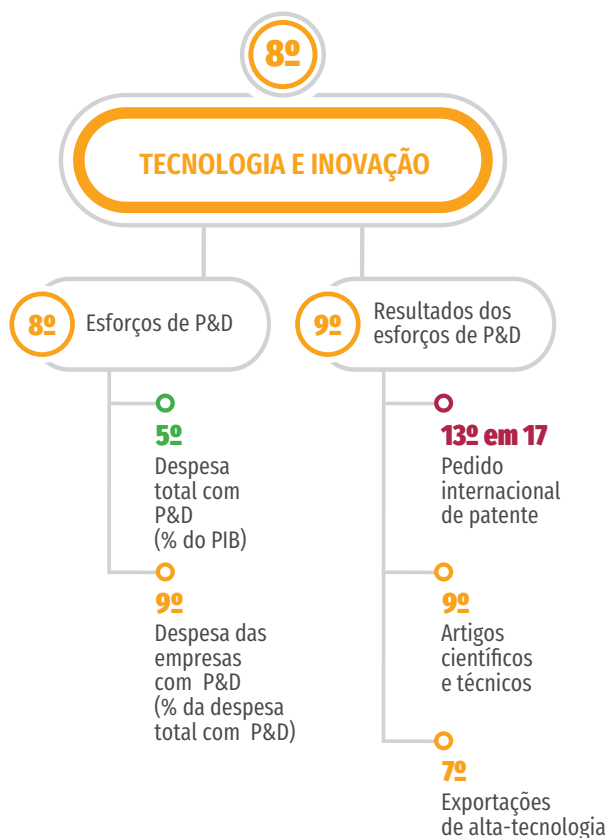 8º
TECNOLOGIA E INOVAÇÃO
8º
Esforços de P&D
9º
Resultados dos
esforços de P&D
5º
Despesa
total com
P&D
(% do PIB)
9º
Despesa das
empresas
com P&D
(% da despesa
total com P&D)
13º em 17
Pedido
internacional
de patente
9º
Artigos
científicos
e técnicos
7º
Exportações
de alta-tecnologia